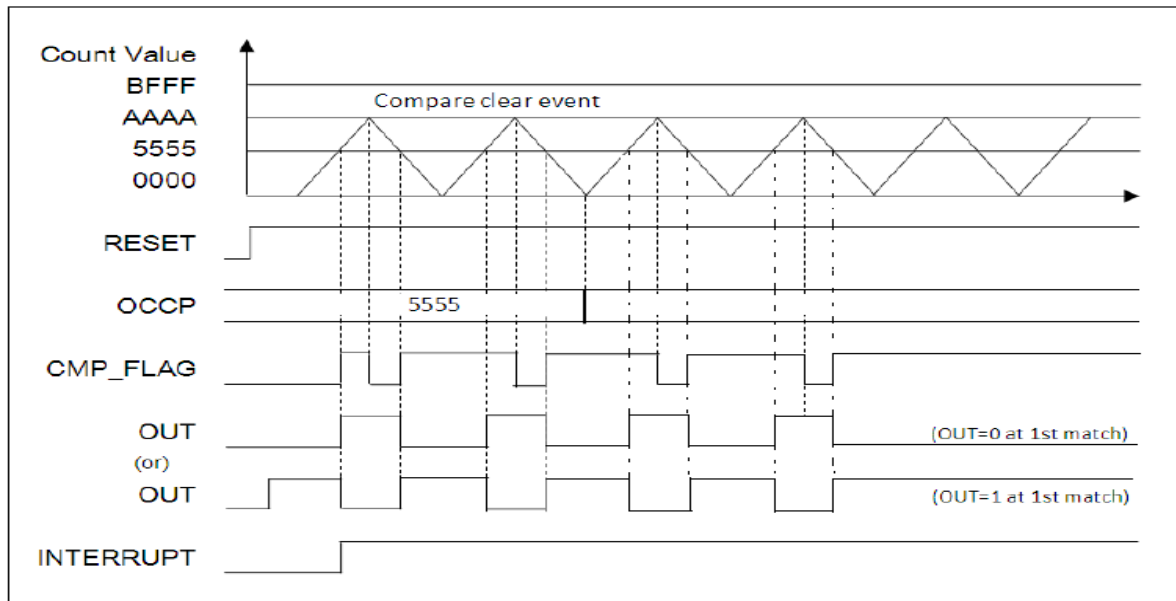 Count Value
BFFF
Compare clear event
AAAA
5555
0000
RESET
OCCP
5555
CMP_FLAG
OUT
(OUT=0 at 1st match)
(or)
OUT
(OUT=1 at 1st match)
INTERRUPT